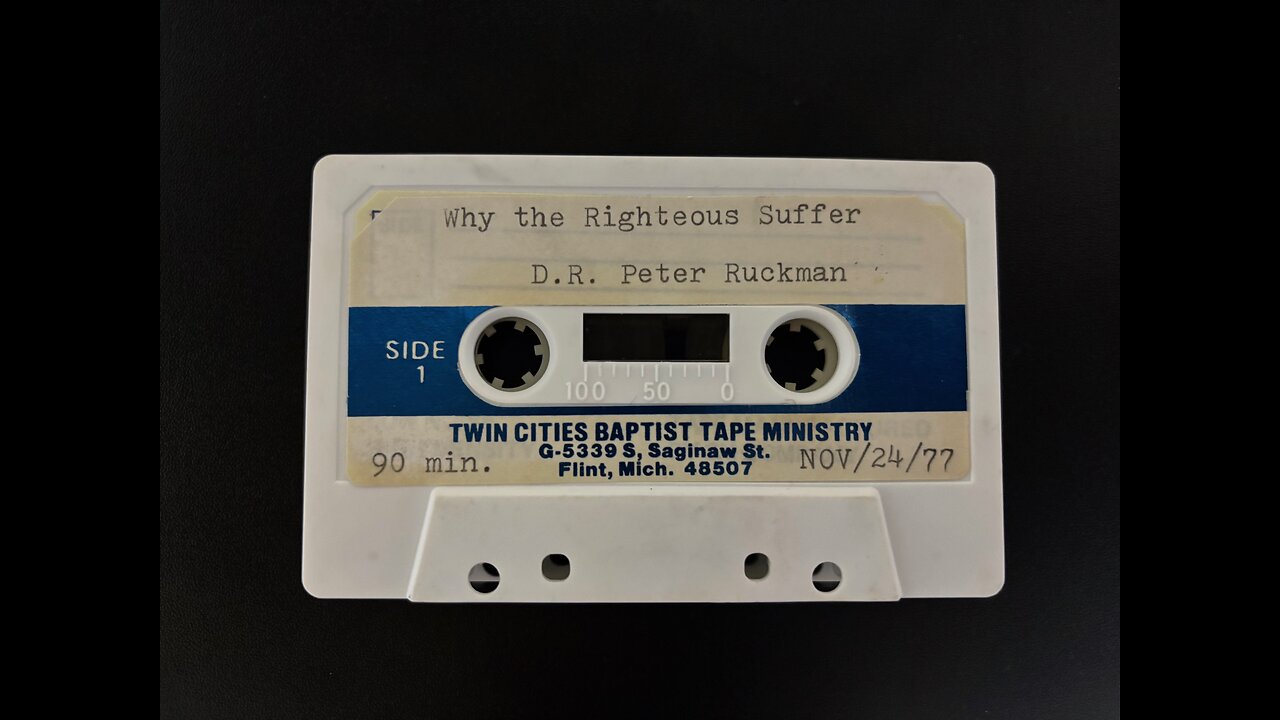 Why the Righteous Suffer
D.R. Peter Ruckman
SIDE
1
100 50 0
TWIN CITIES BAPTIST TAPE MINISTRY
G-5339 S, Saginaw St.
Flint, Mich. 48507
90 min.
NOV/24/77